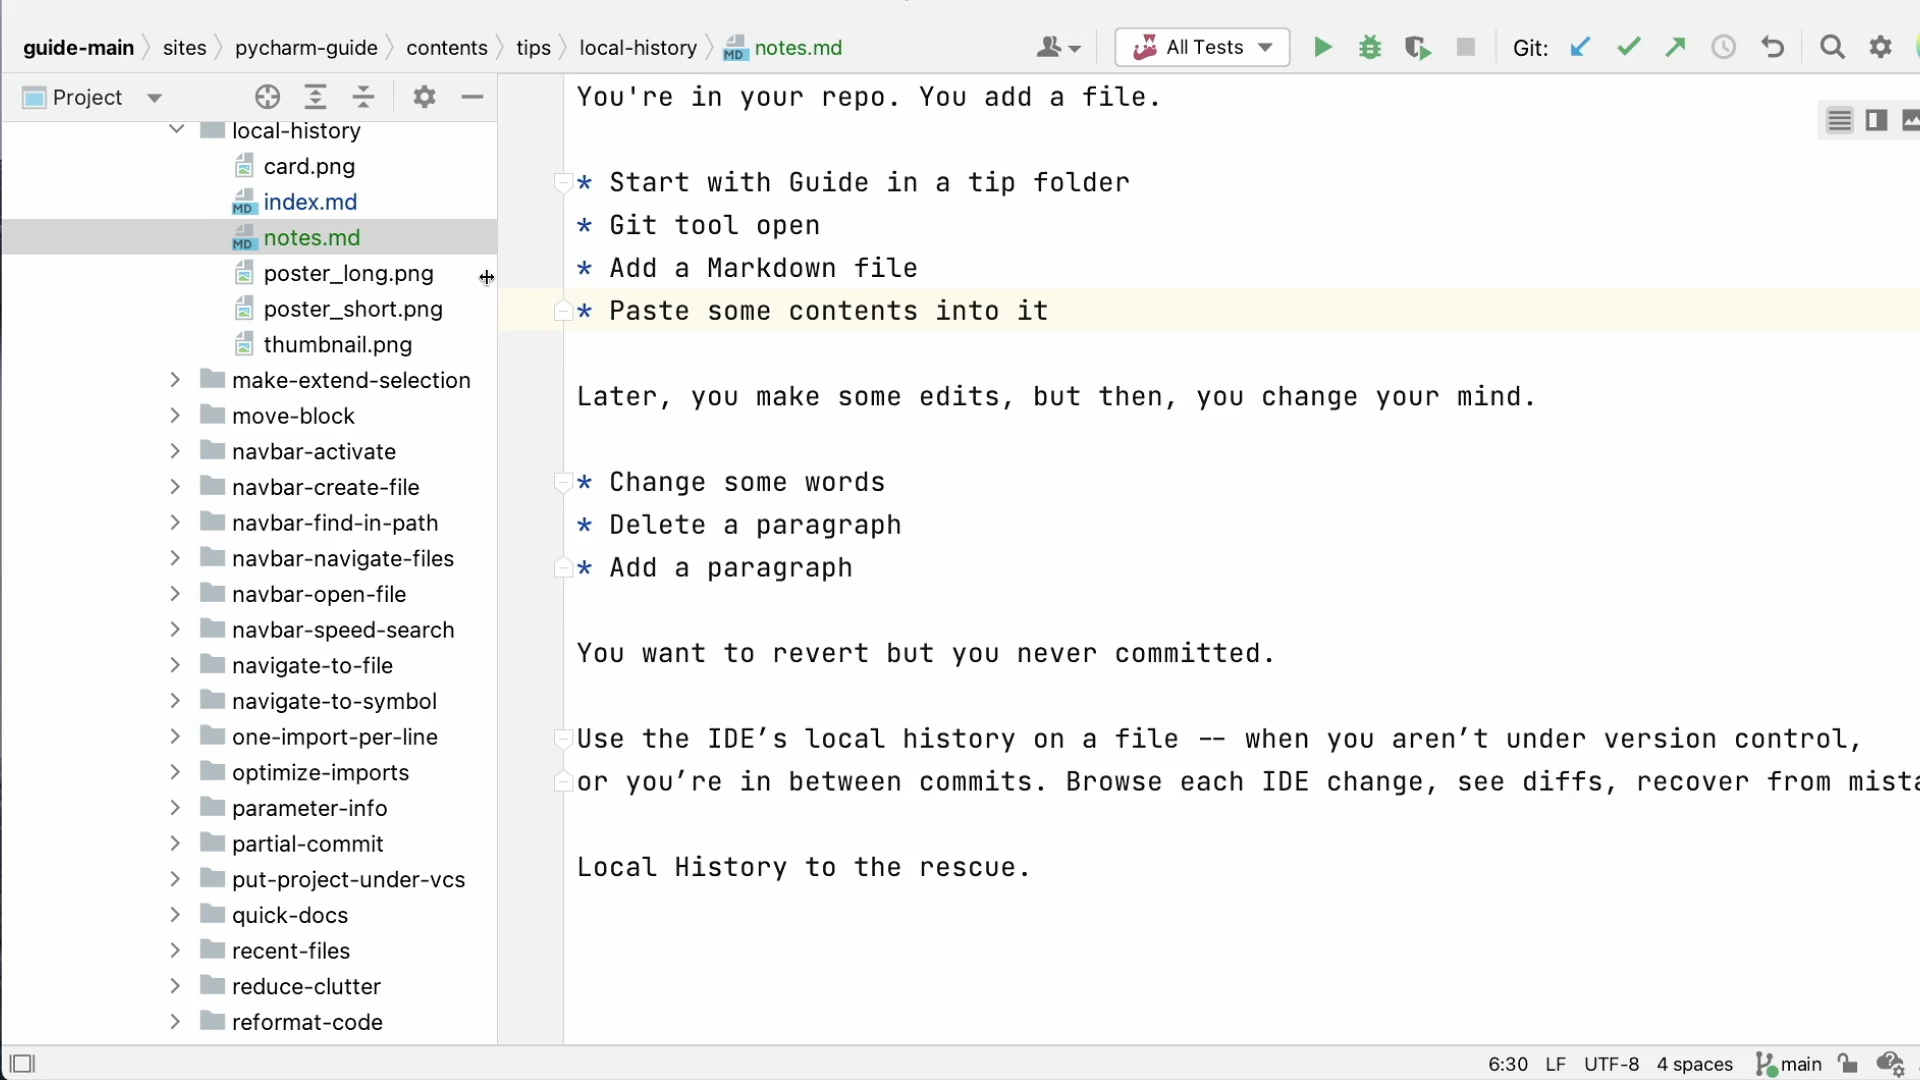 guide-main sites pycharm-guide contents tips local-history MD notes.md All Tests Git:
Project
local-history
card.png
MD index.md
MD notes.md
poster_long.png
poster_short.png
thumbnail.png
make-extend-selection
move-block
navbar-activate
navbar-create-file
navbar-find-in-path
navbar-navigate-files
navbar-open-file
navbar-speed-search
navigate-to-file
navigate-to-symbol
one-import-per-line
optimize-imports
parameter-info
partial-commit
put-project-under-vcs
quick-docs
recent-files
reduce-clutter
reformat-code
You're in your repo. You add a file.
* Start with Guide in a tip folder
* Git tool open
* Add a Markdown file
* Paste some contents into it
Later, you make some edits, but then, you change your mind.
* Change some words
* Delete a paragraph
* Add a paragraph
You want to revert but you never committed.
Use the IDE’s local history on a file -- when you aren’t under version control,
or you’re in between commits. Browse each IDE change, see diffs, recover from
Local History to the rescue.
6:30 LF UTF-8 4 spaces main